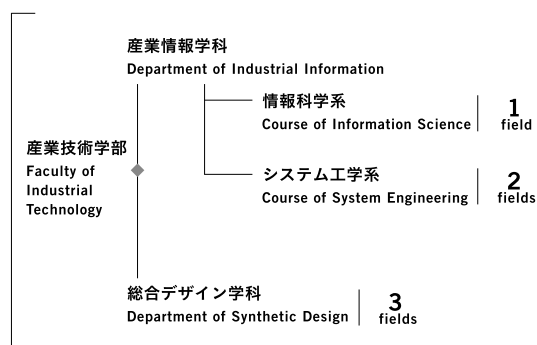 産業情報学科
Department of Industrial Information
情報科学系
Course of Information Science
1
field
産業技術学部
Faculty of
Industrial
Technology
システム工学系
Course of System Engineering
2
fields
総合デザイン学科
Department of Synthetic Design
3
fields